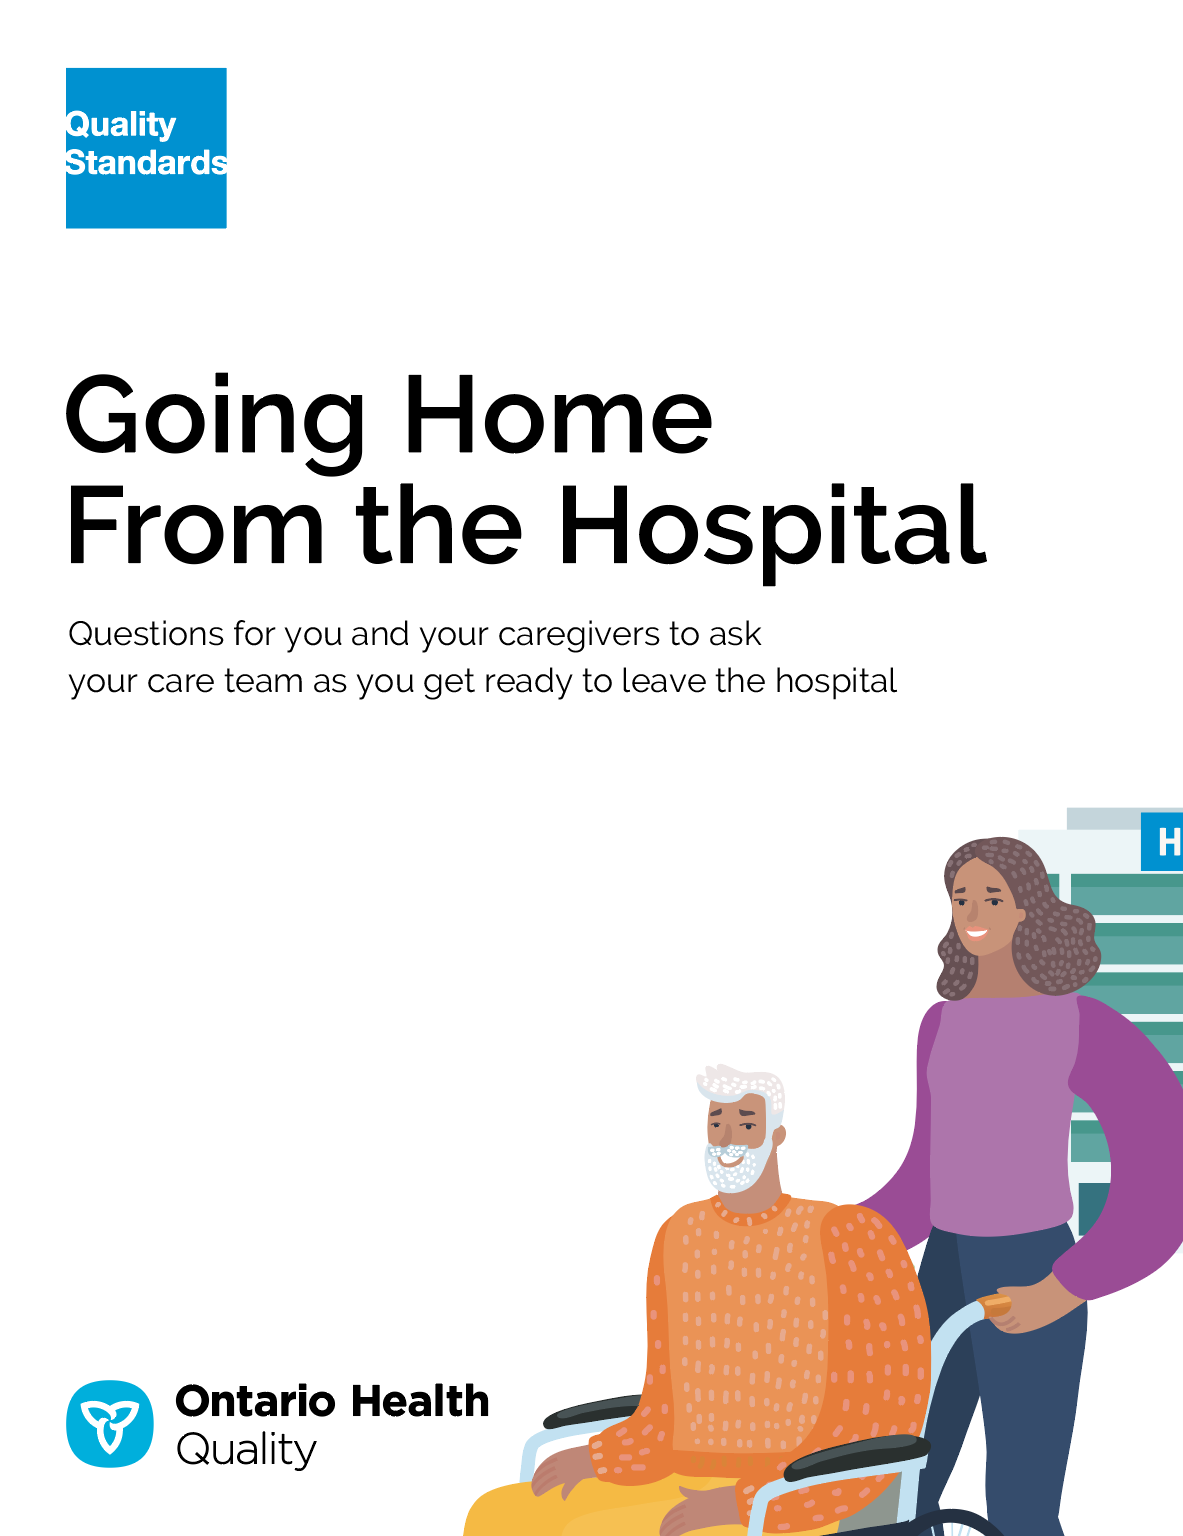 Quality
Standards
Going Home
From the Hospital
Questions for you and your caregivers to ask
your care team as you get ready to leave the hospital
H
Ontario Health
Quality